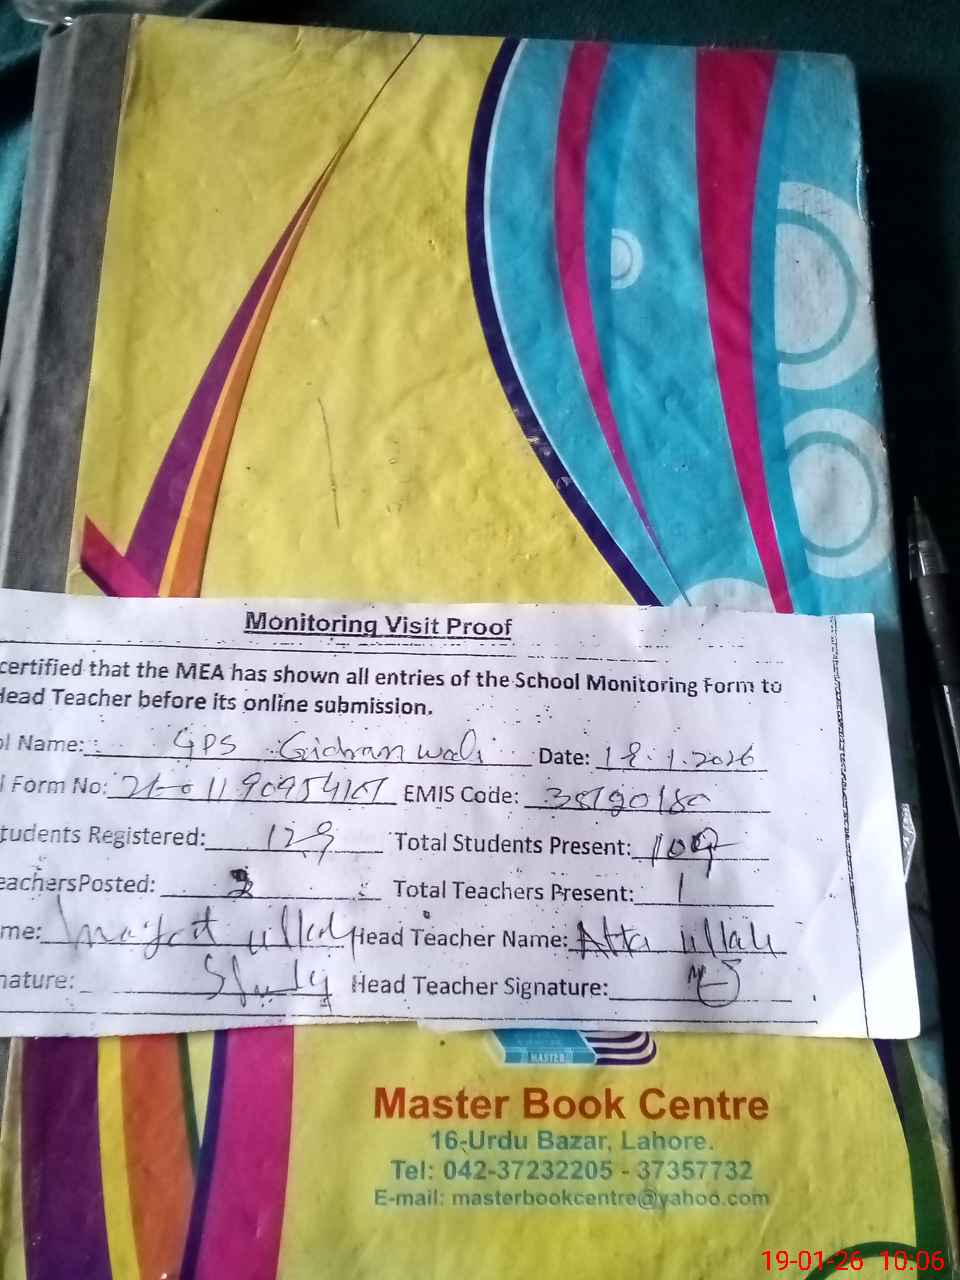 Monitoring Visit Proof
certified that the MEA has shown all entries of the School Monitoring Form to
Head Teacher before its online submission.
ol Name: GPS Gidranwali Date: 18.1.2026
l Form No: EMIS Code:
tudents Registered: 129 Total Students Present:
eachersPosted: Total Teachers Present: 1
me: ullah Head Teacher Name: Atta ullah
nature: Head Teacher Signature:
MASTER
Master Book Centre
16-Urdu Bazar, Lahore.
Tel: 042-37232205 - 37357732
E-mail: masterbookcentre@yahoo.com
19-01-26 10:06